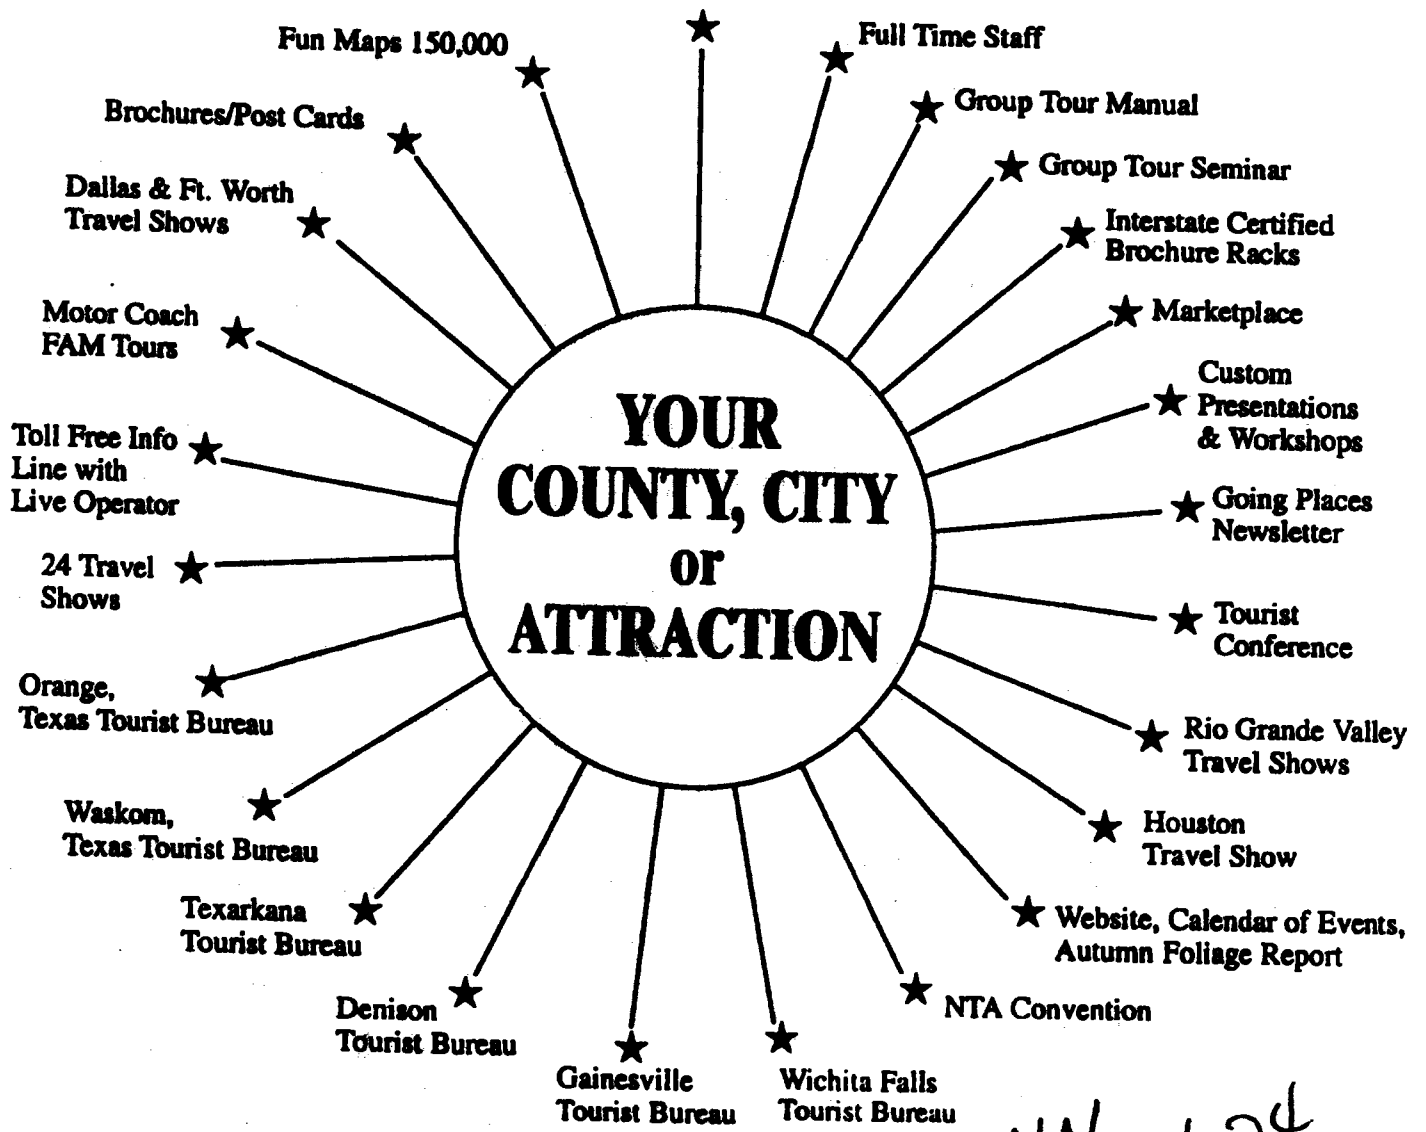 Fun Maps 150,000
Full Time Staff
Brochures/Post Cards
Group Tour Manual
Dallas & Ft. Worth
Travel Shows
Group Tour Seminar
Interstate Certified
Brochure Racks
Motor Coach
FAM Tours
Marketplace
Custom
Presentations
& Workshops
Toll Free Info
Line with
Live Operator
YOUR
COUNTY, CITY
or
ATTRACTION
Going Places
Newsletter
24 Travel
Shows
Tourist
Conference
Orange,
Texas Tourist Bureau
Rio Grande Valley
Travel Shows
Waskom,
Texas Tourist Bureau
Houston
Travel Show
Texarkana
Tourist Bureau
Website, Calendar of Events,
Autumn Foliage Report
Denison
Tourist Bureau
NTA Convention
Gainesville
Tourist Bureau
Wichita Falls
Tourist Bureau